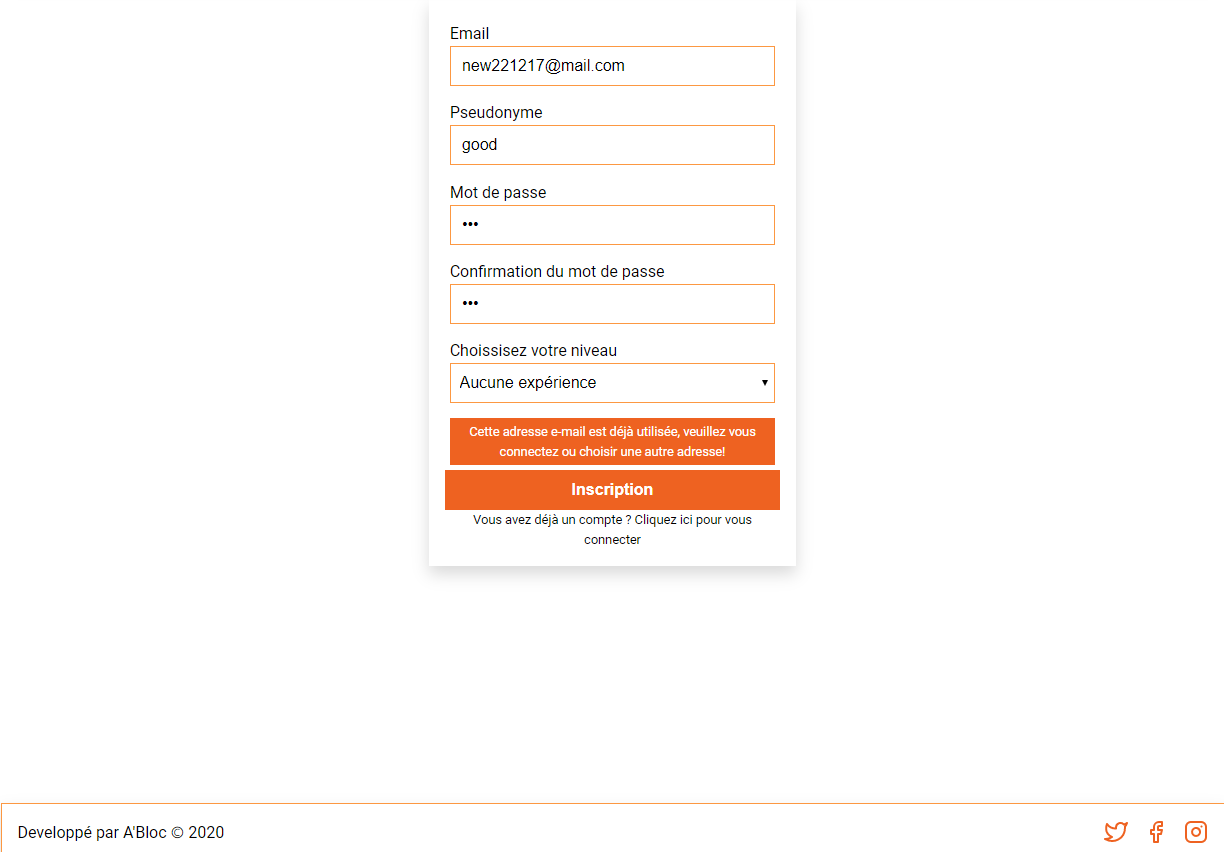 Email
new221217@mail.com
Pseudonyme
good
Mot de passe
•••
Confirmation du mot de passe
•••
Choissisez votre niveau
Aucune expérience
Cette adresse e-mail est déjà utilisée, veuillez vous
connectez ou choisir une autre adresse!
Inscription
Vous avez déjà un compte ? Cliquez ici pour vous
connecter
Developpé par A'Bloc © 2020